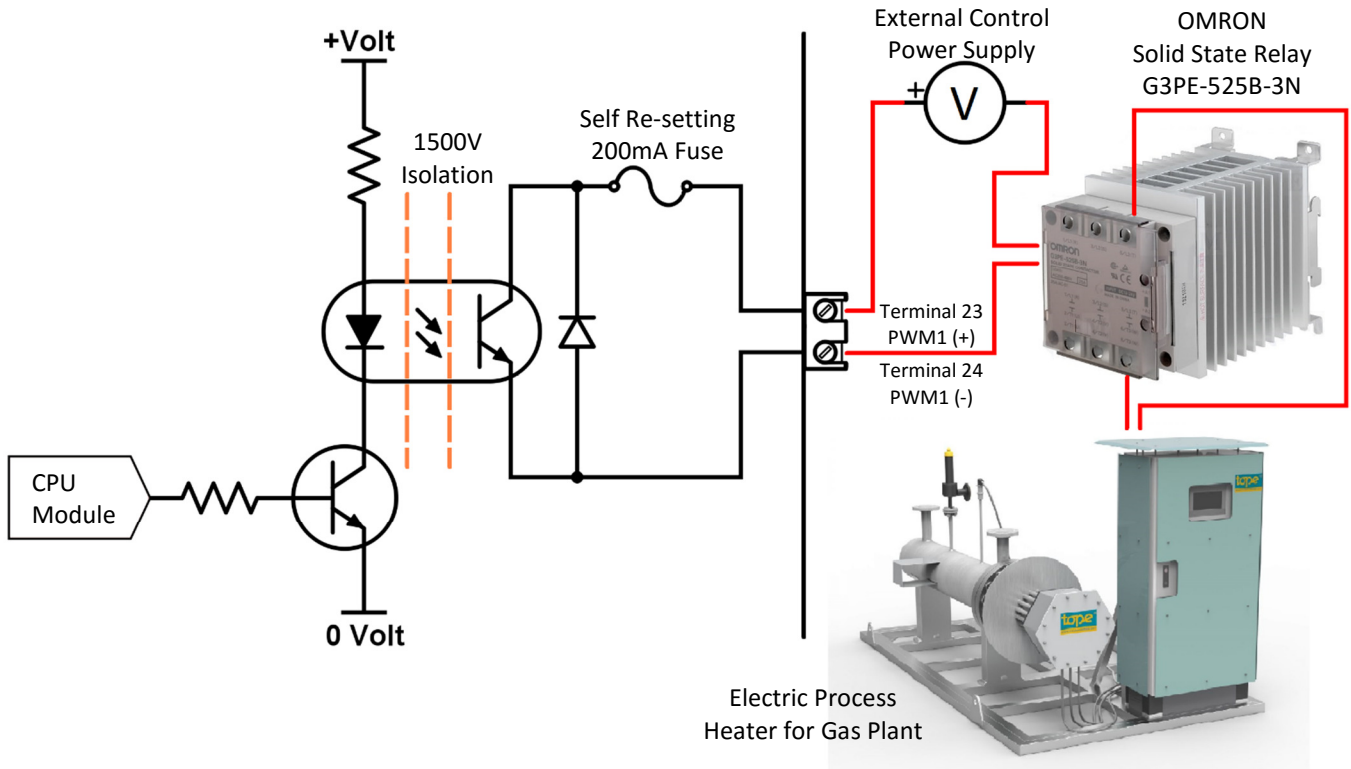 +Volt
1500V
Isolation
Self Re-setting
200mA Fuse
External Control
Power Supply
+
V
OMRON
Solid State Relay
G3PE-525B-3N
OMRON
Terminal 23
PWM1 (+)
Terminal 24
PWM1 (-)
CPU
Module
0 Volt
tope
tope
Electric Process
Heater for Gas Plant